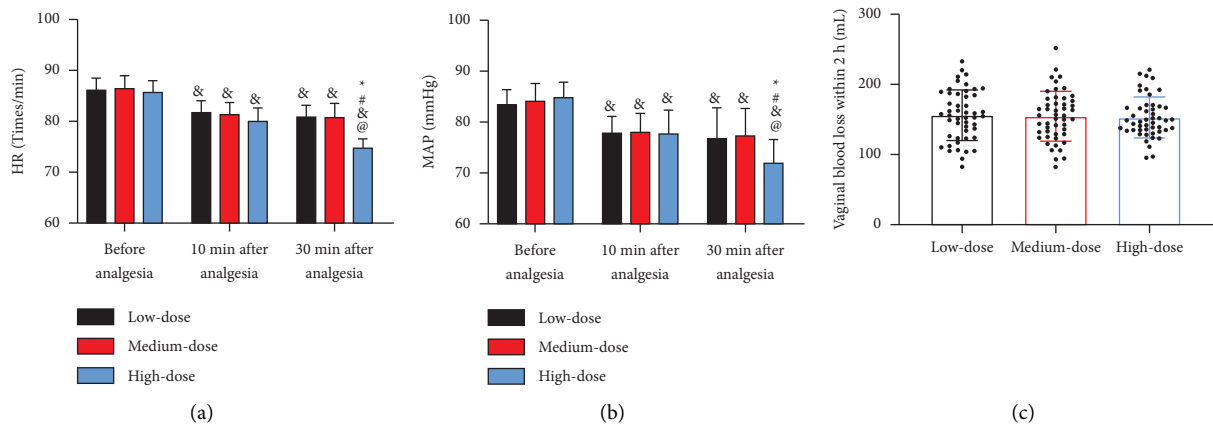 HR (Times/min)
100
90
80
70
60
&
&
&
&
&
*
#
&
@
Before
analgesia
10 min after
analgesia
30 min after
analgesia
Low-dose
Medium-dose
High-dose
(a)
MAP (mmHg)
100
90
80
70
60
&
&
&
&
&
*
#
&
@
Before
analgesia
10 min after
analgesia
30 min after
analgesia
Low-dose
Medium-dose
High-dose
(b)
Vaginal blood loss within 2 h (mL)
300
200
100
0
Low-dose
Medium-dose
High-dose
(c)